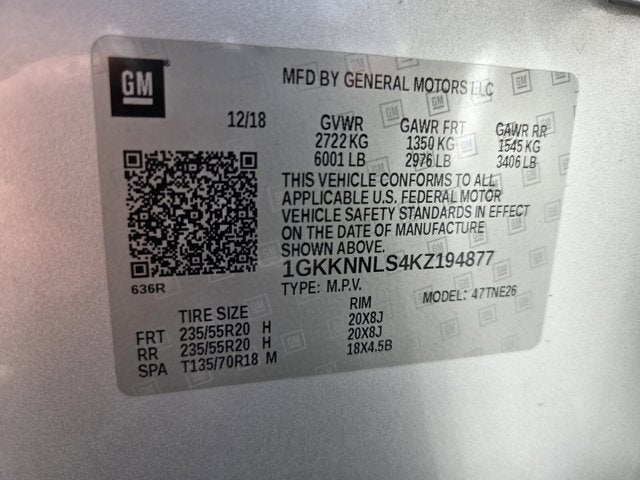 GM
MFD BY GENERAL MOTORS LLC
12/18 GVWR GAWR FRT GAWR RR
2722 KG 1350 KG 1545 KG
6001 LB 2976 LB 3406 LB
THIS VEHICLE CONFORMS TO ALL
APPLICABLE U.S. FEDERAL MOTOR
VEHICLE SAFETY STANDARDS IN EFFECT
ON THE DATE OF MANUFACTURE
SHOWN ABOVE.
1GKKNNLS4KZ194877
636R
TYPE: M.P.V. MODEL: 47TNE26
TIRE SIZE RIM
FRT 235/55R20 H 20X8J
RR 235/55R20 H 20X8J
SPA T135/70R18 M 18X4.5B